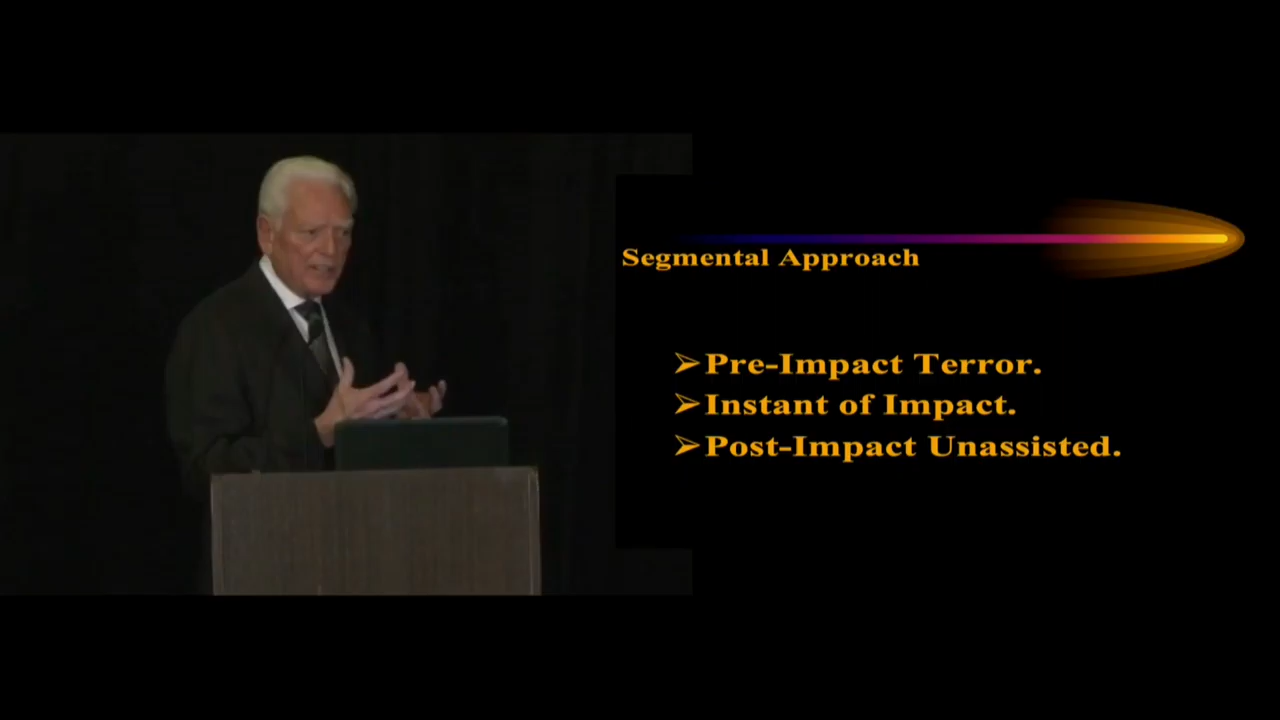 Segmental Approach
➢Pre-Impact Terror.
➢Instant of Impact.
➢Post-Impact Unassisted.